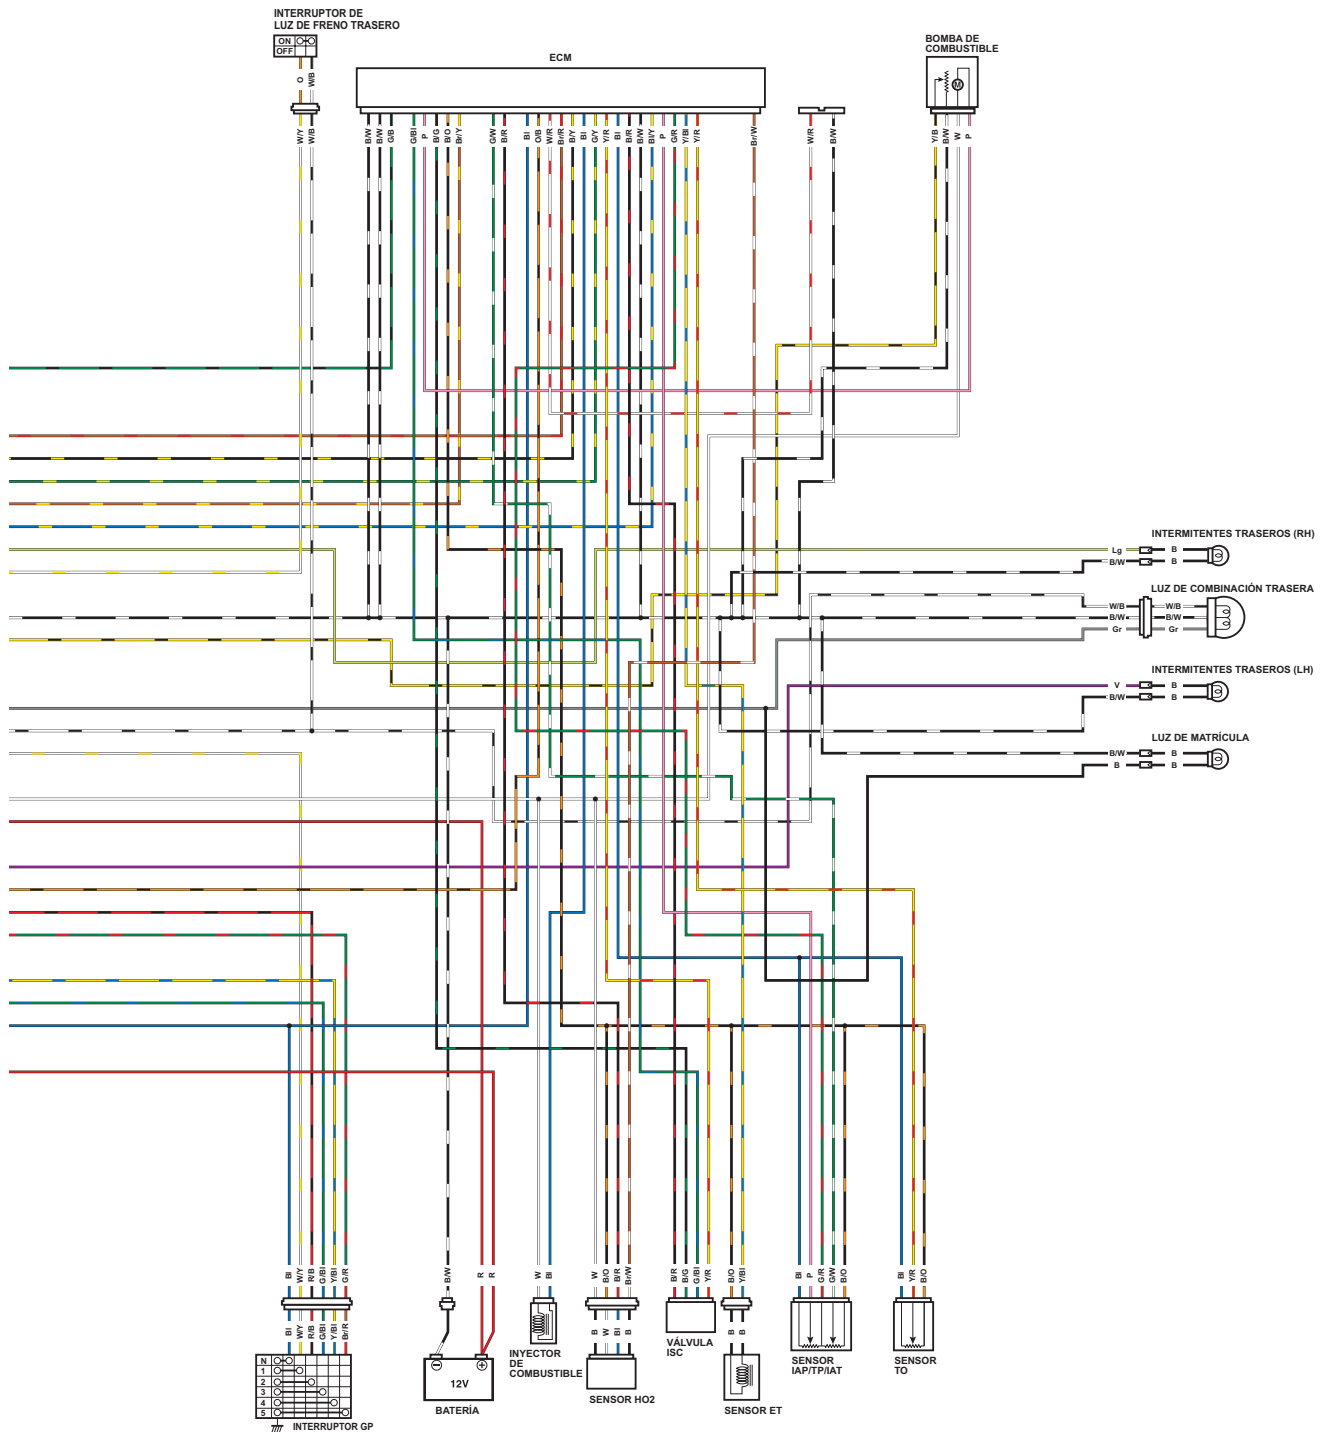 INTERRUPTOR DE
LUZ DE FRENO TRASERO
ON
OFF
O
W/B
W/Y
W/B
ECM
B/W
B/W
G/B
G/Bl
P
B/G
B/O
Br/Y
G/W
B/R
Bl
O/B
W/R
Br/R
B/Y
Bl
G/Y
Y/R
Bl
B/R
B/W
Bl/Y
P
G/R
Y/Bl
Y/R
Br/W
W/R
B/W
BOMBA DE
COMBUSTIBLE
M
Y/B
B/W
W
P
INTERMITENTES TRASEROS (RH)
Lg B
B/W B
LUZ DE COMBINACIÓN TRASERA
W/B W/B
B/W B/W
Gr Gr
INTERMITENTES TRASEROS (LH)
V B
B/W B
LUZ DE MATRÍCULA
B/W B
B B
Bl
W/Y
R/B
G/Bl
Y/Bl
G/R
Bl
W/Y
R/B
G/Bl
Y/Bl
Br/R
N
1
2
3
4
5
INTERRUPTOR GP
B/W
R
R
12V
BATERÍA
W
Bl
INYECTOR
DE
COMBUSTIBLE
W
B/O
B/R
Br/W
B
W
Bl
B
SENSOR HO2
B/R
B/G
G/Bl
Y/R
VÁLVULA
ISC
B/O
Y/Bl
B
B
SENSOR ET
Bl
P
G/R
G/W
B/O
SENSOR
IAP/TP/IAT
Bl
Y/R
B/O
SENSOR
TO